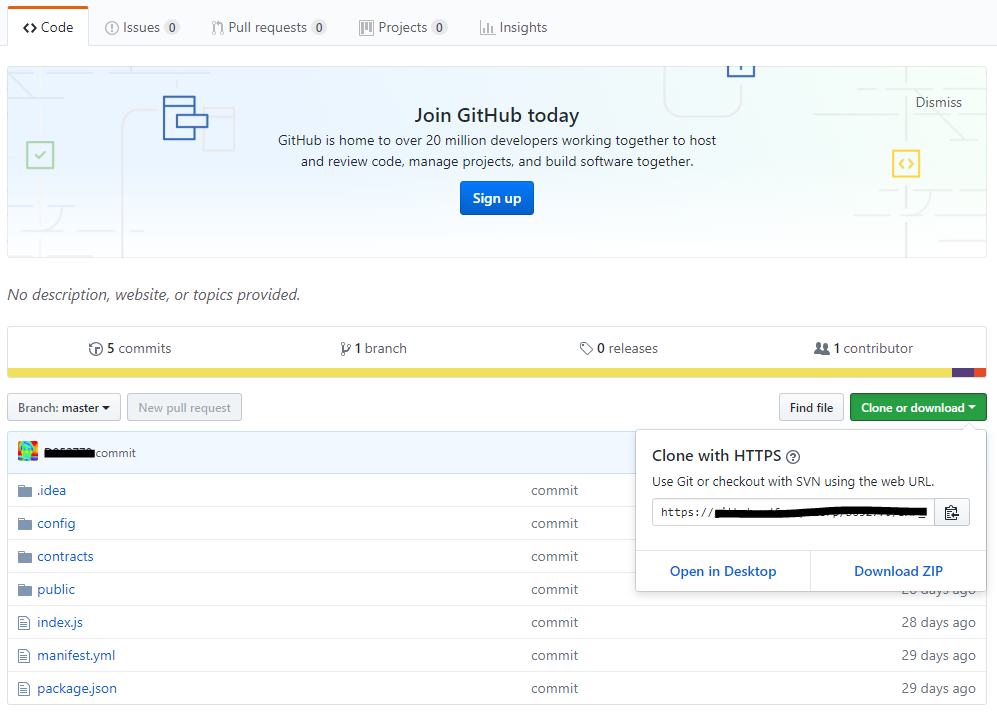 Code Issues 0 Pull requests 0 Projects 0 Insights
Dismiss
Join GitHub today
GitHub is home to over 20 million developers working together to host
and review code, manage projects, and build software together.
Sign up
No description, website, or topics provided.
5 commits 1 branch 0 releases 1 contributor
Branch: master New pull request Find file Clone or download
commit
Clone with HTTPS
Use Git or checkout with SVN using the web URL.
https://
Open in Desktop Download ZIP
.idea commit
config commit
contracts commit
public commit
index.js commit 28 days ago
manifest.yml commit 29 days ago
package.json commit 29 days ago